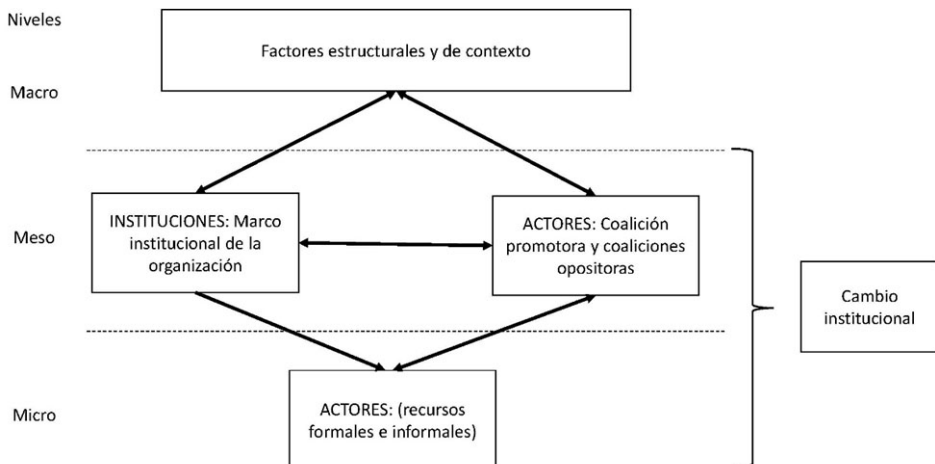 Niveles
Factores estructurales y de contexto
Macro
INSTITUCIONES: Marco
institucional de la
organización
ACTORES: Coalición
promotora y coaliciones
opositoras
Meso
Cambio
institucional
ACTORES: (recursos
formales e informales)
Micro